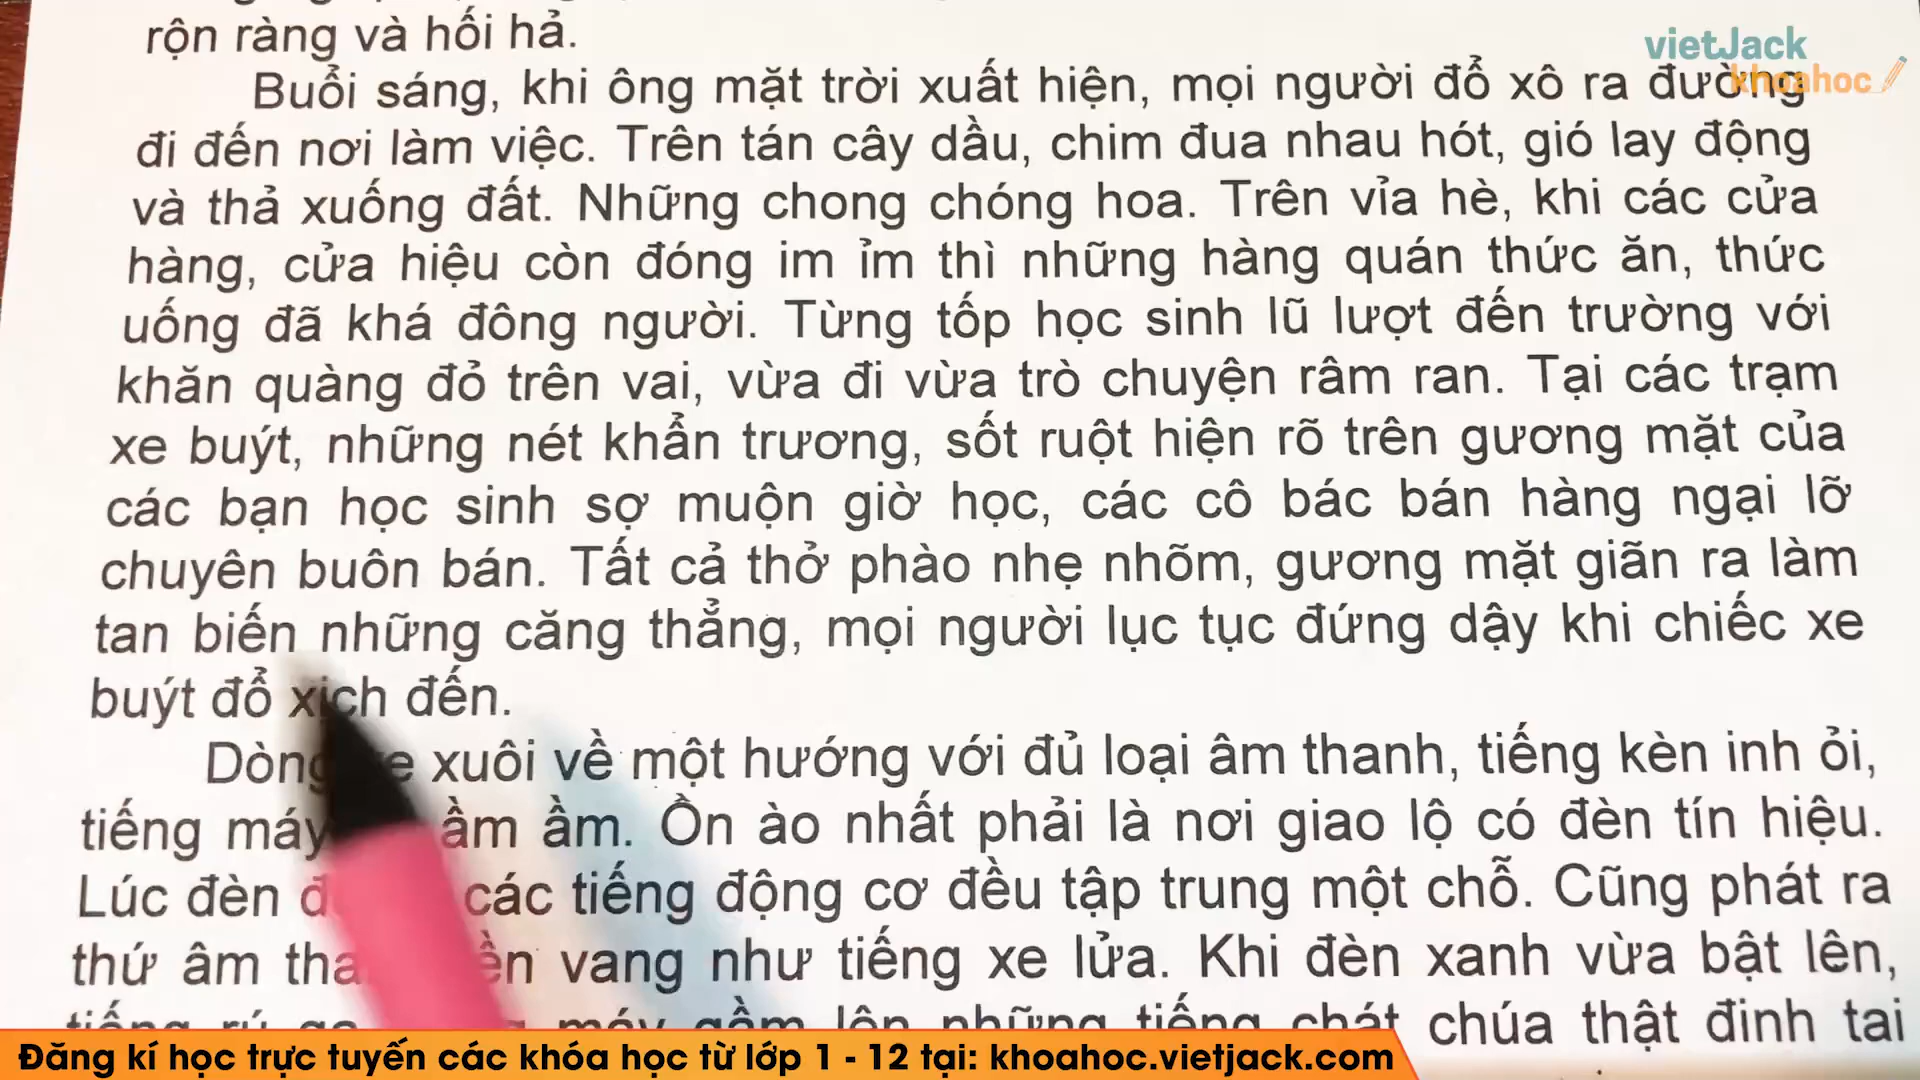 rộn ràng và hối hả.
vietJack
khoahoc
Buổi sáng, khi ông mặt trời xuất hiện, mọi người đổ xô ra đường
đi đến nơi làm việc. Trên tán cây dầu, chim đua nhau hót, gió lay động
và thả xuống đất. Những chong chóng hoa. Trên vỉa hè, khi các cửa
hàng, cửa hiệu còn đóng im ỉm thì những hàng quán thức ăn, thức
uống đã khá đông người. Từng tốp học sinh lũ lượt đến trường với
khăn quàng đỏ trên vai, vừa đi vừa trò chuyện râm ran. Tại các trạm
xe buýt, những nét khẩn trương, sốt ruột hiện rõ trên gương mặt của
các bạn học sinh sợ muộn giờ học, các cô bác bán hàng ngại lỡ
chuyên buôn bán. Tất cả thở phào nhẹ nhõm, gương mặt giãn ra làm
tan biến những căng thẳng, mọi người lục tục đứng dậy khi chiếc xe
buýt đổ xịch đến.
Dòng xuôi về một hướng với đủ loại âm thanh, tiếng kèn inh ỏi,
tiếng máy ầm ầm. Ồn ào nhất phải là nơi giao lộ có đèn tín hiệu.
Lúc đèn các tiếng động cơ đều tập trung một chỗ. Cũng phát ra
thứ âm vang như tiếng xe lửa. Khi đèn xanh vừa bật lên,
tiếng rú máy gầm lên những tiếng chát chúa thật đinh tai
Đăng kí học trực tuyến các khóa học từ lớp 1 - 12 tại: khoahoc.vietjack.com